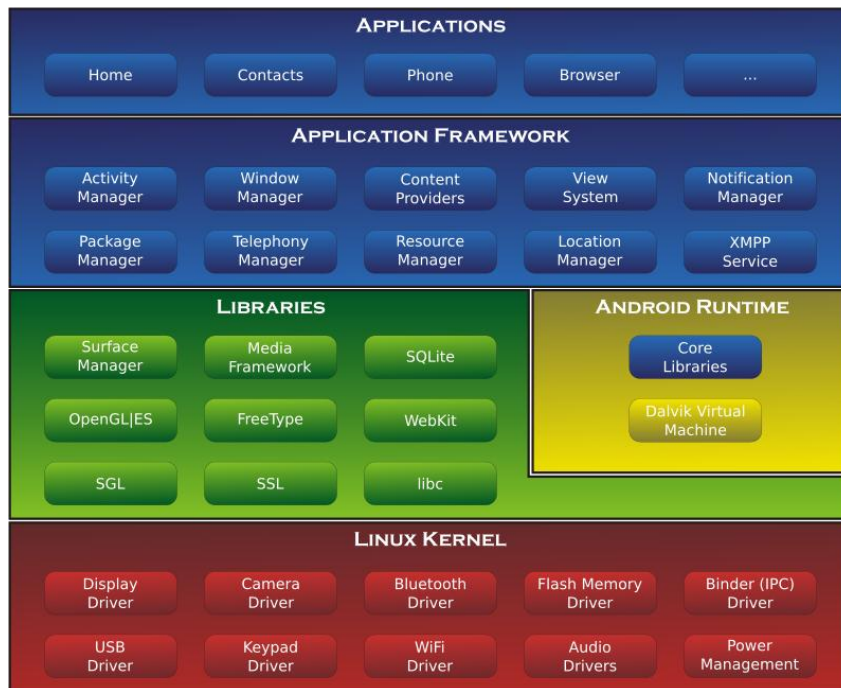 APPLICATIONS
Home
Contacts
Phone
Browser
...
APPLICATION FRAMEWORK
Activity
Manager
Window
Manager
Content
Providers
View
System
Notification
Manager
Package
Manager
Telephony
Manager
Resource
Manager
Location
Manager
XMPP
Service
LIBRARIES
Surface
Manager
Media
Framework
SQLite
OpenGL|ES
FreeType
WebKit
SGL
SSL
libc
ANDROID RUNTIME
Core
Libraries
Dalvik Virtual
Machine
LINUX KERNEL
Display
Driver
Camera
Driver
Bluetooth
Driver
Flash Memory
Driver
Binder (IPC)
Driver
USB
Driver
Keypad
Driver
WiFi
Driver
Audio
Drivers
Power
Management